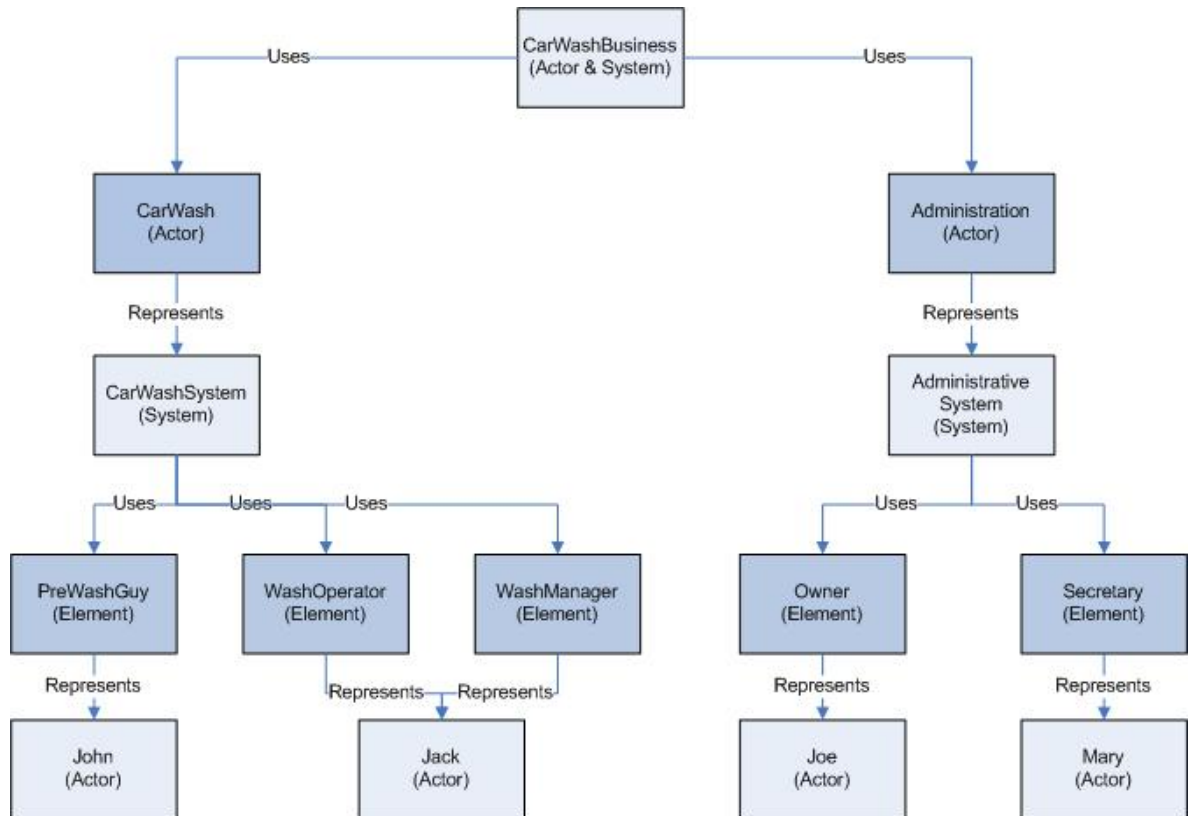 CarWashBusiness
(Actor & System)
Uses
Uses
CarWash
(Actor)
Administration
(Actor)
Represents
Represents
CarWashSystem
(System)
Administrative
System
(System)
Uses
Uses
Uses
Uses
Uses
PreWashGuy
(Element)
WashOperator
(Element)
WashManager
(Element)
Owner
(Element)
Secretary
(Element)
Represents
Represents
Represents
Represents
Represents
John
(Actor)
Jack
(Actor)
Joe
(Actor)
Mary
(Actor)